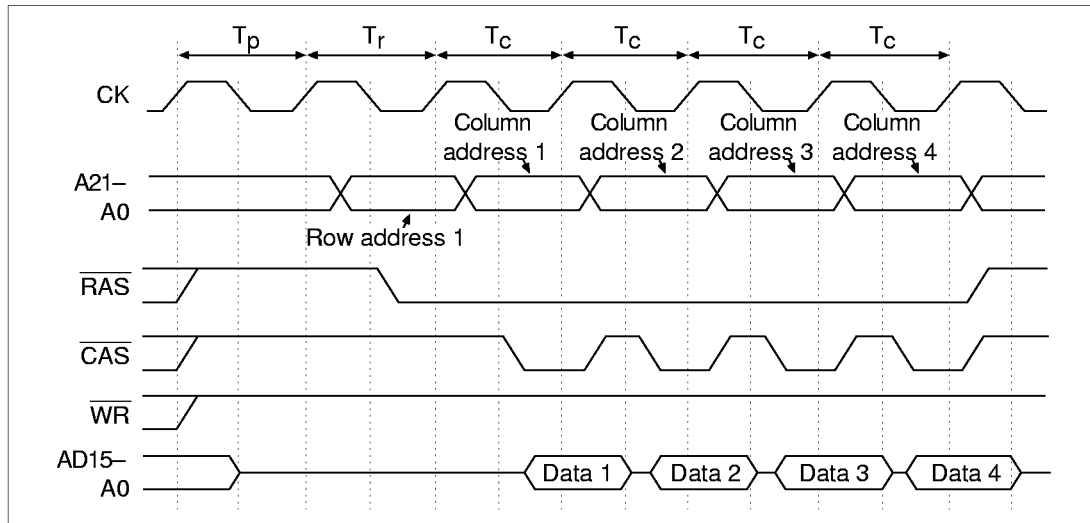 Tp Tr Tc Tc Tc Tc
CK
Column address 1
Column address 2
Column address 3
Column address 4
A21–
A0
Row address 1
RAS
CAS
WR
AD15–
A0
Data 1 Data 2 Data 3 Data 4